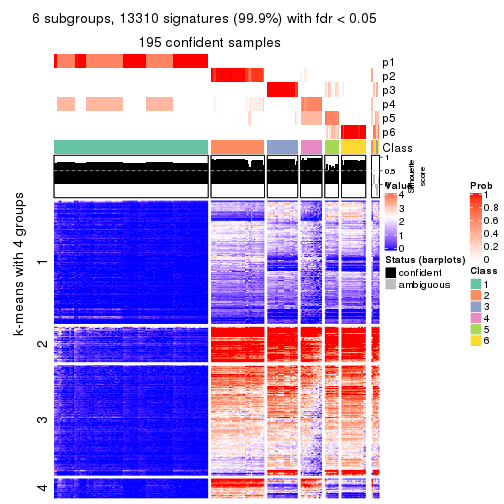 6 subgroups, 13310 signatures (99.9%) with fdr < 0.05
195 confident samples
p1
p2
p3
p4
p5
p6
Class
1
0.5
0
Silhouette
score
k-means with 4 groups
1
2
3
4
Value
4
3
2
1
0
Status (barplots)
confident
ambiguous
Prob
1
0.8
0.6
0.4
0.2
0
Class
1
2
3
4
5
6